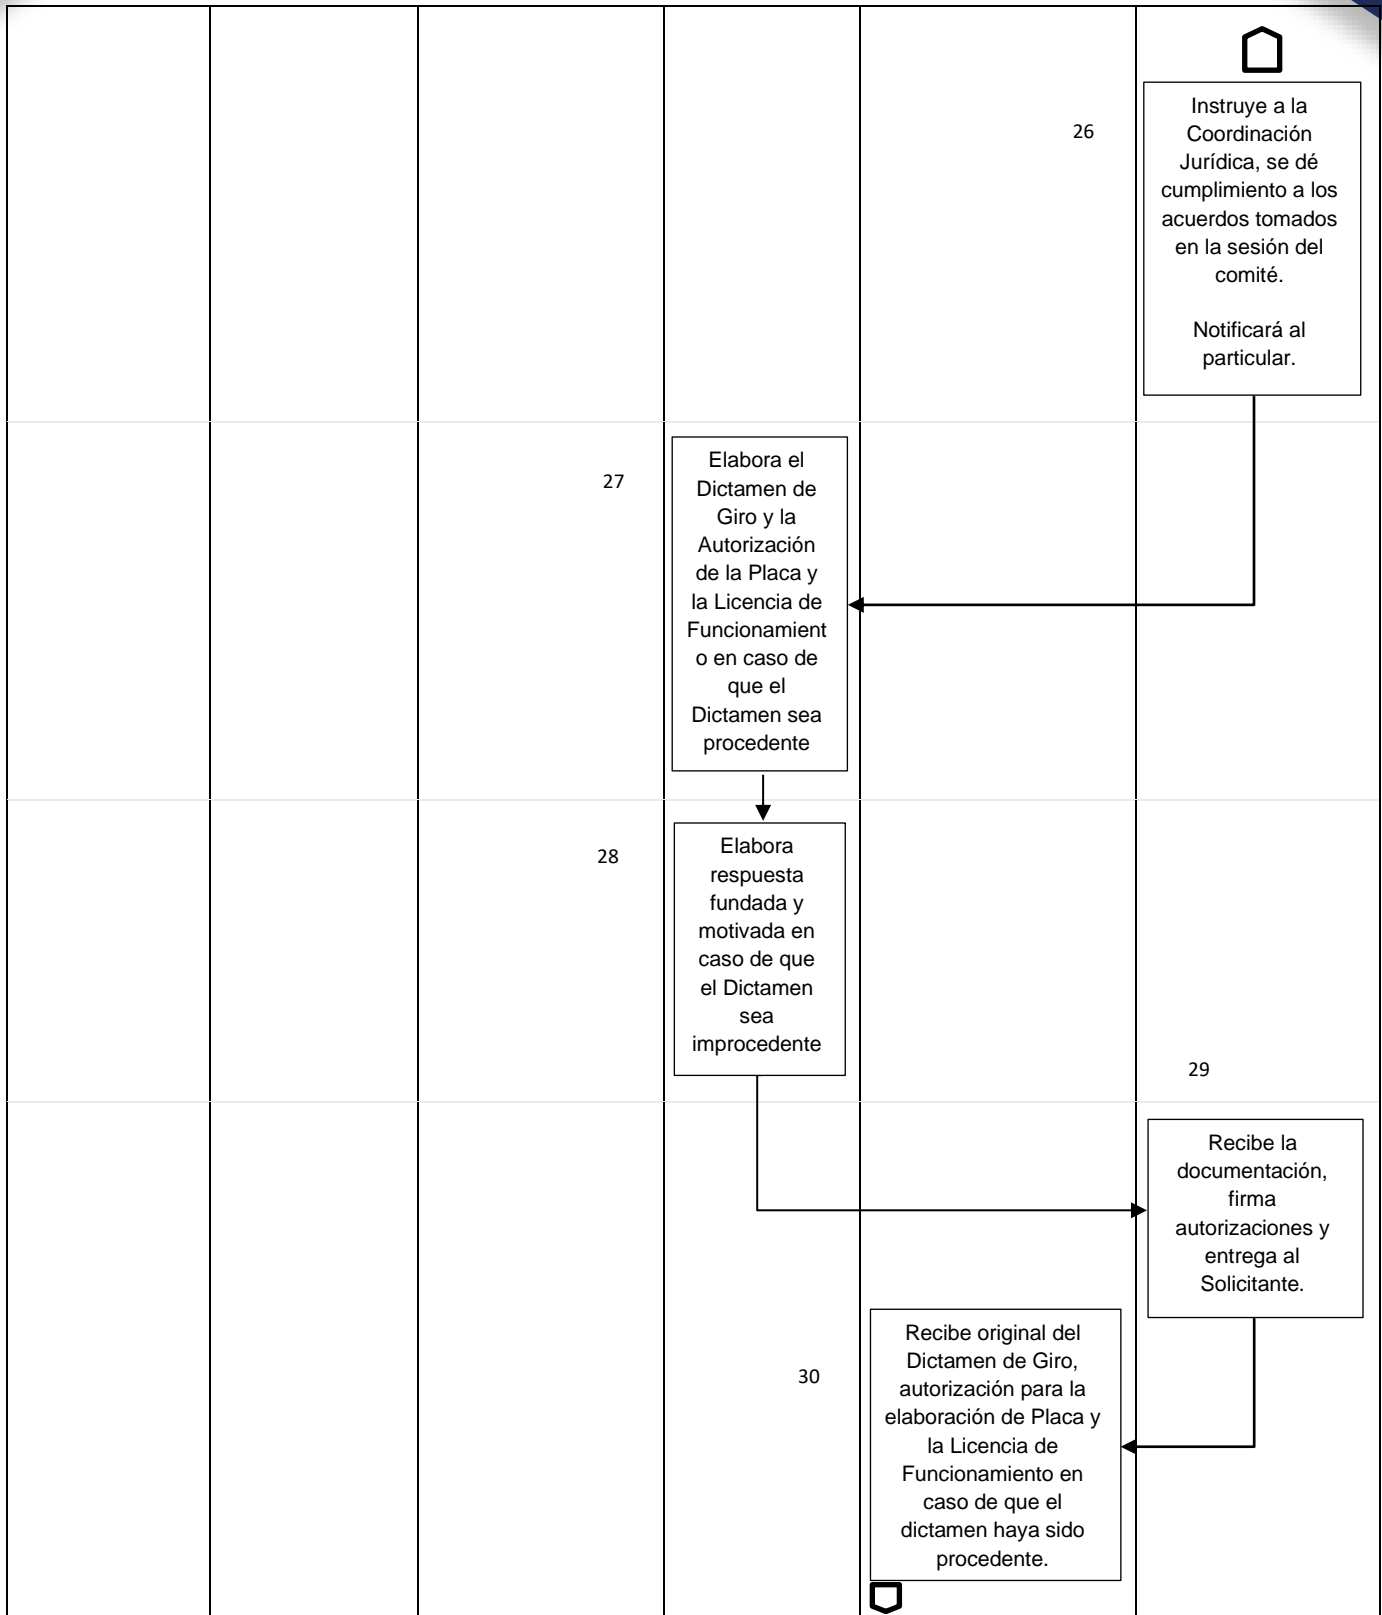 26
Instruye a la
Coordinación
Jurídica, se dé
cumplimiento a los
acuerdos tomados
en la sesión del
comité.
Notificará al
particular.
27
Elabora el
Dictamen de
Giro y la
Autorización
de la Placa y
la Licencia de
Funcionamient
o en caso de
que el
Dictamen sea
procedente
28
Elabora
respuesta
fundada y
motivada en
caso de que
el Dictamen
sea
improcedente
29
Recibe la
documentación,
firma
autorizaciones y
entrega al
Solicitante.
30
Recibe original del
Dictamen de Giro,
autorización para la
elaboración de Placa y
la Licencia de
Funcionamiento en
caso de que el
dictamen haya sido
procedente.